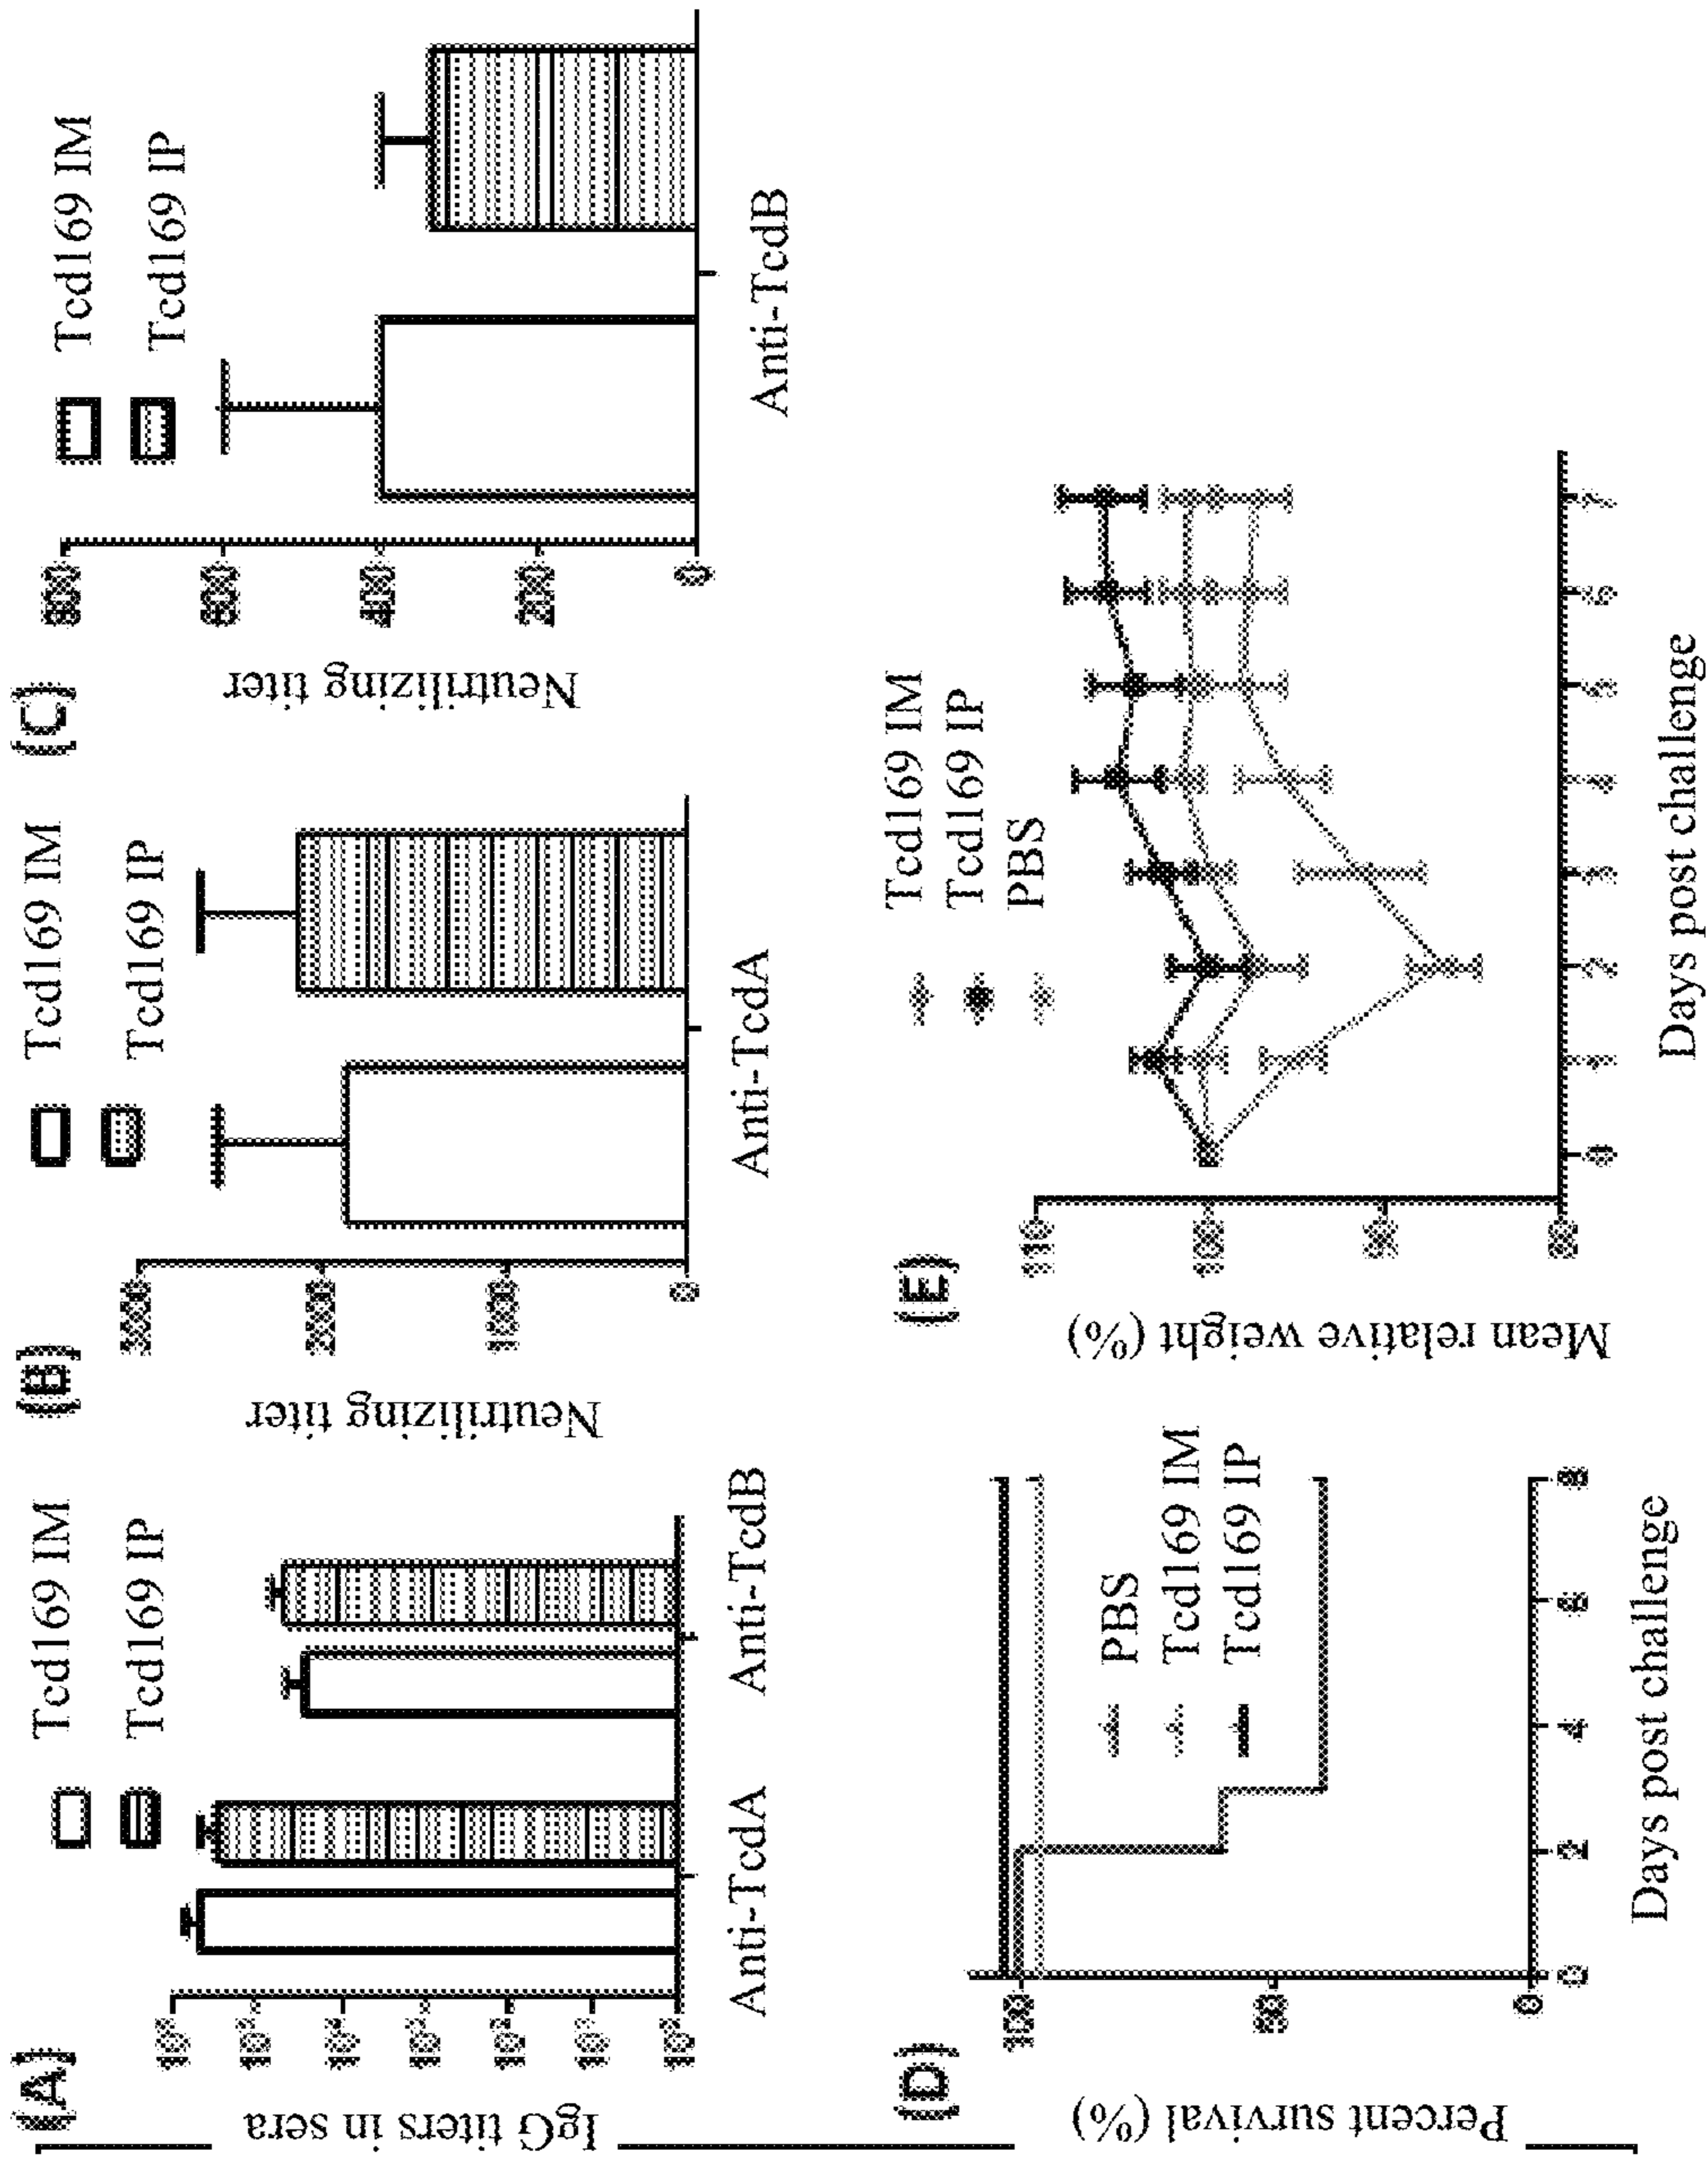 (A)
Tcd169 IM
Tcd169 IP
IgG titers in sera
Anti-TcdA
Anti-TcdB
(B)
Tcd169 IM
Tcd169 IP
Neutrilizing titer
3000
2000
1000
0
Anti-TcdA
(C)
Tcd169 IM
Tcd169 IP
Neutrilizing titer
800
600
400
200
0
Anti-TcdB
(D)
Percent survival (%)
100
50
0
PBS
Tcd169 IM
Tcd169 IP
0 2 4 6 8
Days post challenge
(E)
Tcd169 IM
Tcd169 IP
PBS
Mean relative weight (%)
110
100
90
80
0 1 2 3 4 5 6 7
Days post challenge